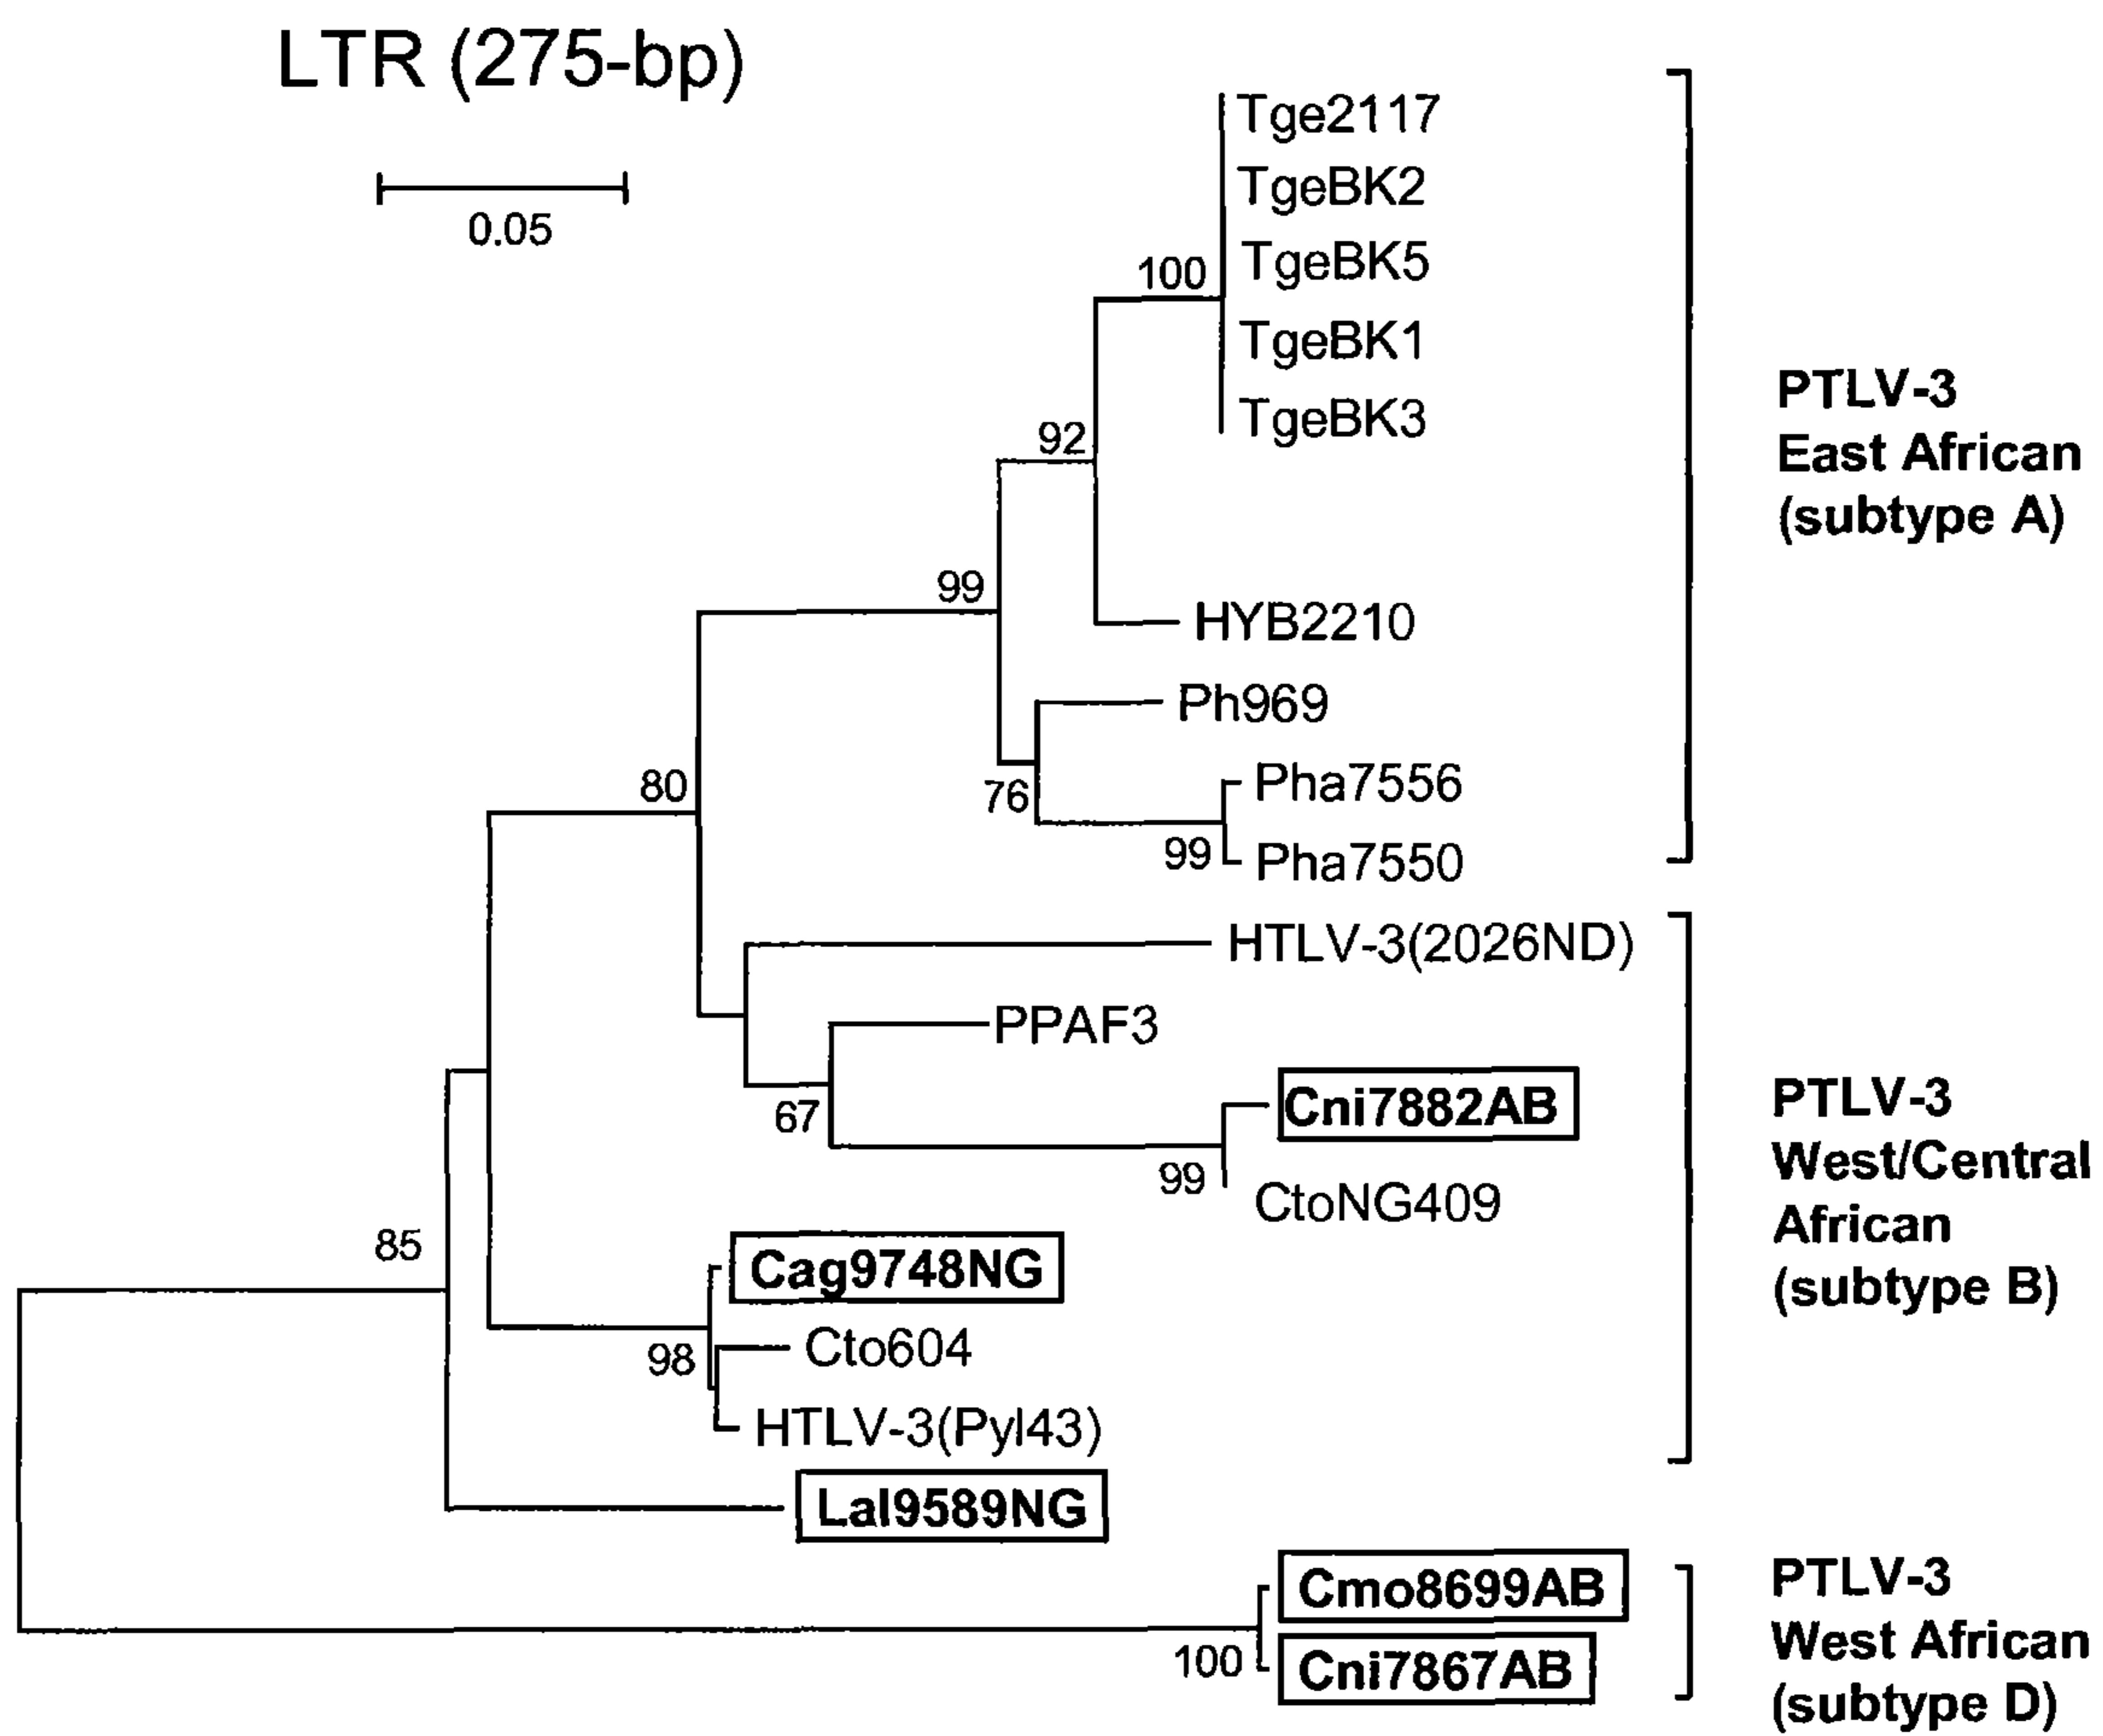 LTR (275-bp)
0.05
Tge2117
TgeBK2
TgeBK5
100
TgeBK1
TgeBK3
92
99
HYB2210
Ph969
76
Pha7556
99
Pha7550
PTLV-3
East African
(subtype A)
80
HTLV-3(2026ND)
PPAF3
67
Cni7882AB
99
CtoNG409
85
Cag9748NG
98
Cto604
HTLV-3(Pyl43)
PTLV-3
West/Central
African
(subtype B)
Lal9589NG
Cmo8699AB
100
Cni7867AB
PTLV-3
West African
(subtype D)